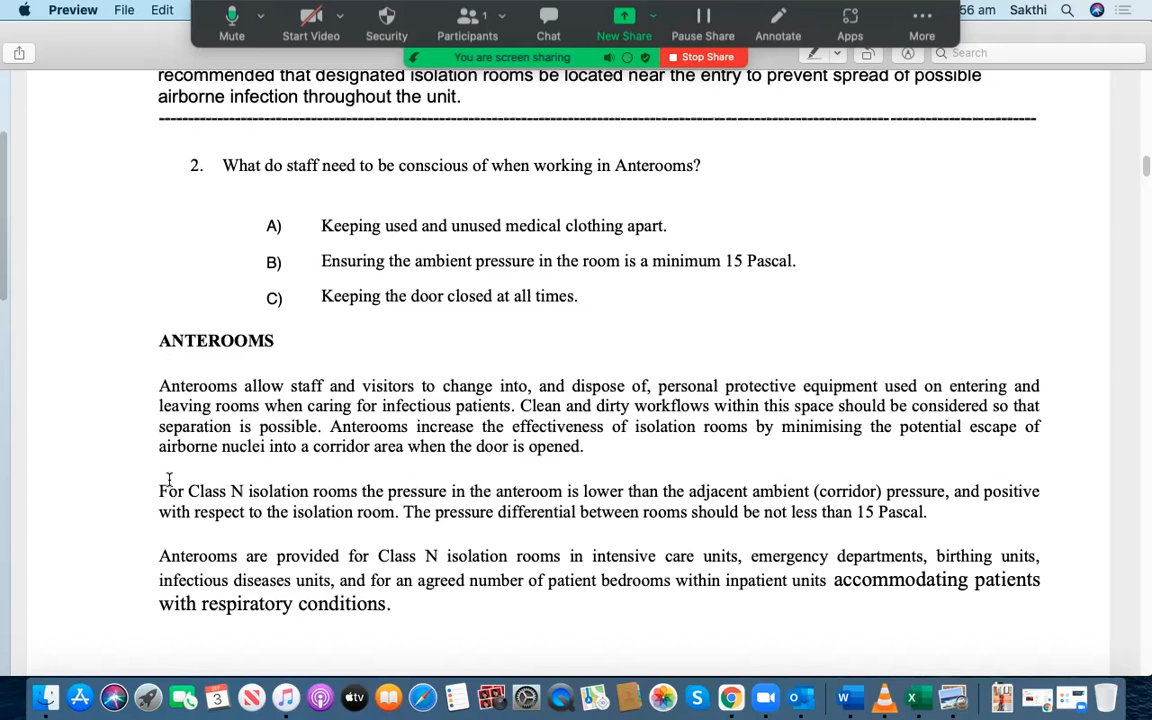 Preview File Edit
56 am Sakthi
Mute Start Video Security Participants 1 Chat New Share Pause Share Annotate Apps More
You are screen sharing Stop Share
Search
recommended that designated isolation rooms be located near the entry to prevent spread of possible
airborne infection throughout the unit.
2. What do staff need to be conscious of when working in Anterooms?
A) Keeping used and unused medical clothing apart.
B) Ensuring the ambient pressure in the room is a minimum 15 Pascal.
C) Keeping the door closed at all times.
ANTEROOMS
Anterooms allow staff and visitors to change into, and dispose of, personal protective equipment used on entering and
leaving rooms when caring for infectious patients. Clean and dirty workflows within this space should be considered so that
separation is possible. Anterooms increase the effectiveness of isolation rooms by minimising the potential escape of
airborne nuclei into a corridor area when the door is opened.
For Class N isolation rooms the pressure in the anteroom is lower than the adjacent ambient (corridor) pressure, and positive
with respect to the isolation room. The pressure differential between rooms should be not less than 15 Pascal.
Anterooms are provided for Class N isolation rooms in intensive care units, emergency departments, birthing units,
infectious diseases units, and for an agreed number of patient bedrooms within inpatient units accommodating patients
with respiratory conditions.
SEP
3
tv